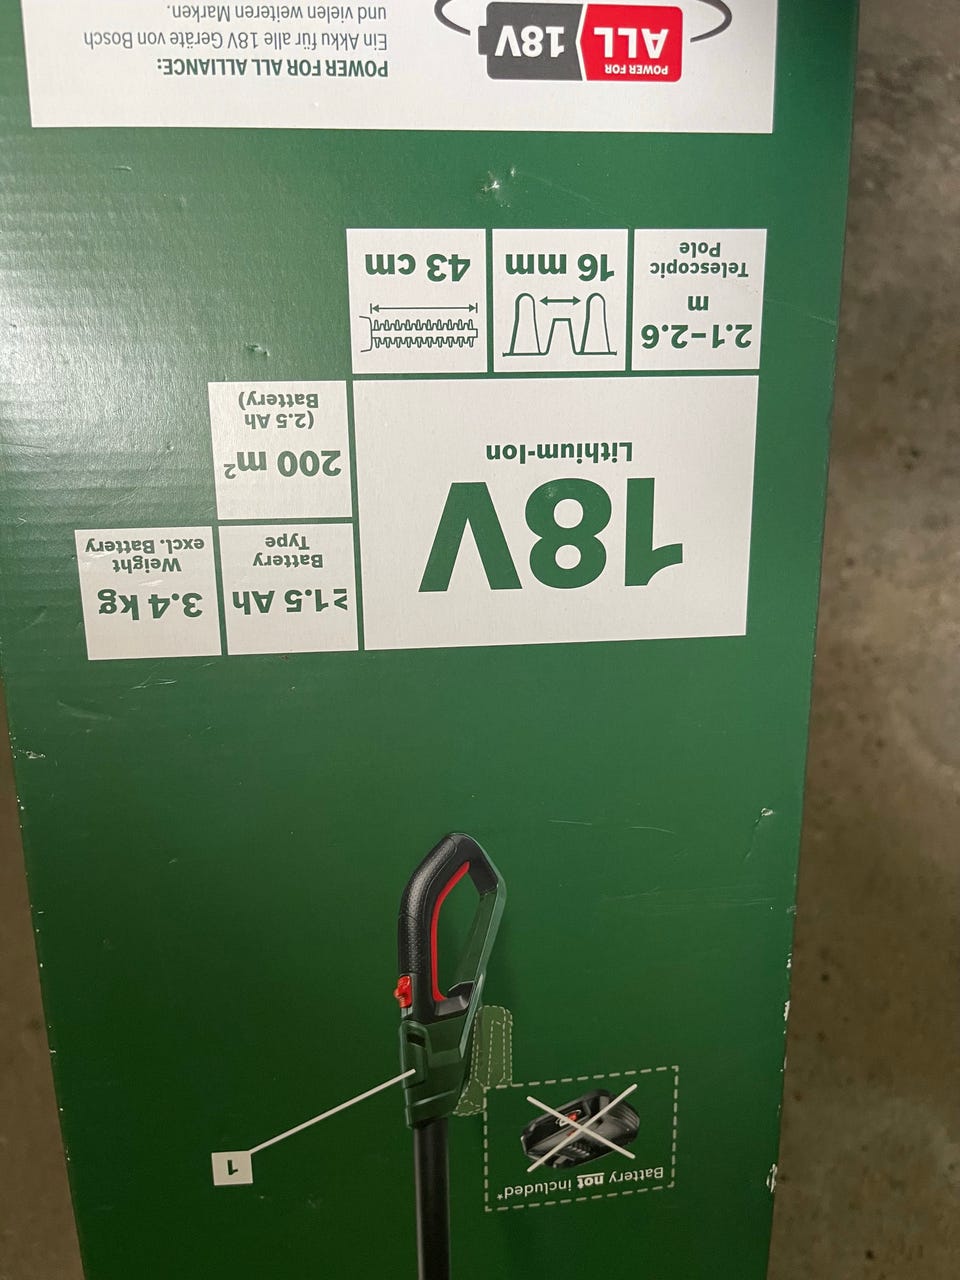 Battery not included*
1
18V
Lithium-Ion
≥1.5 Ah
Battery
Type
3.4 kg
Weight
excl. Battery
200 m²
(2.5 Ah
Battery)
2.1–2.6
m
Telescopic
Pole
16 mm
43 cm
POWER FOR
ALL 18V
POWER FOR ALL ALLIANCE:
Ein Akku für alle 18V Geräte von Bosch
und vielen weiteren Marken.